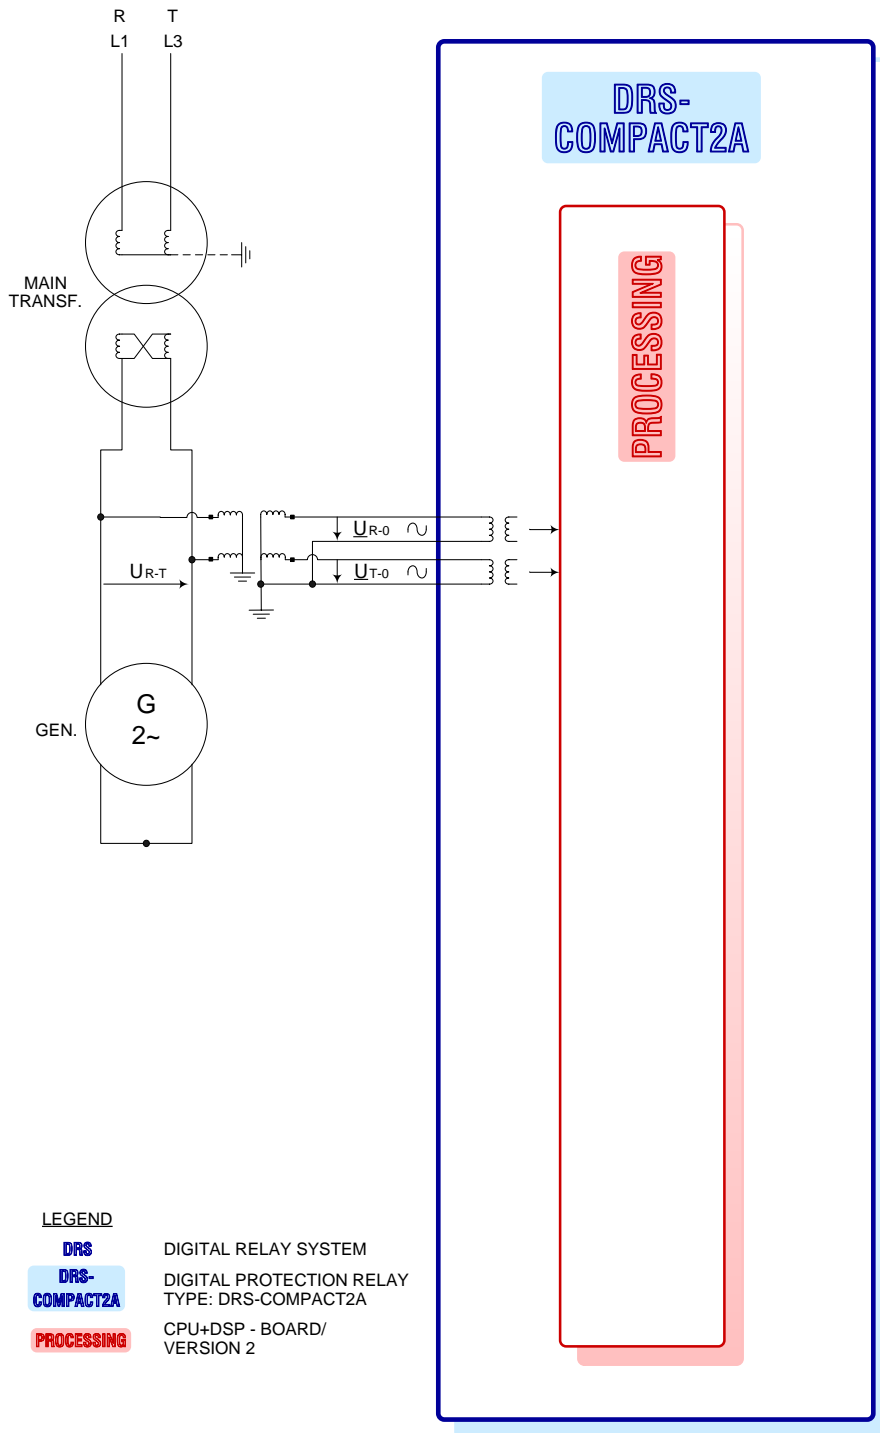 R T
L1 L3
DRS-
COMPACT2A
PROCESSING
MAIN
TRANSF.
UR-0
UR-T
UT-0
G
2~
GEN.
LEGEND
DRS DIGITAL RELAY SYSTEM
DRS-
COMPACT2A
DIGITAL PROTECTION RELAY
TYPE: DRS-COMPACT2A
PROCESSING
CPU+DSP - BOARD/
VERSION 2